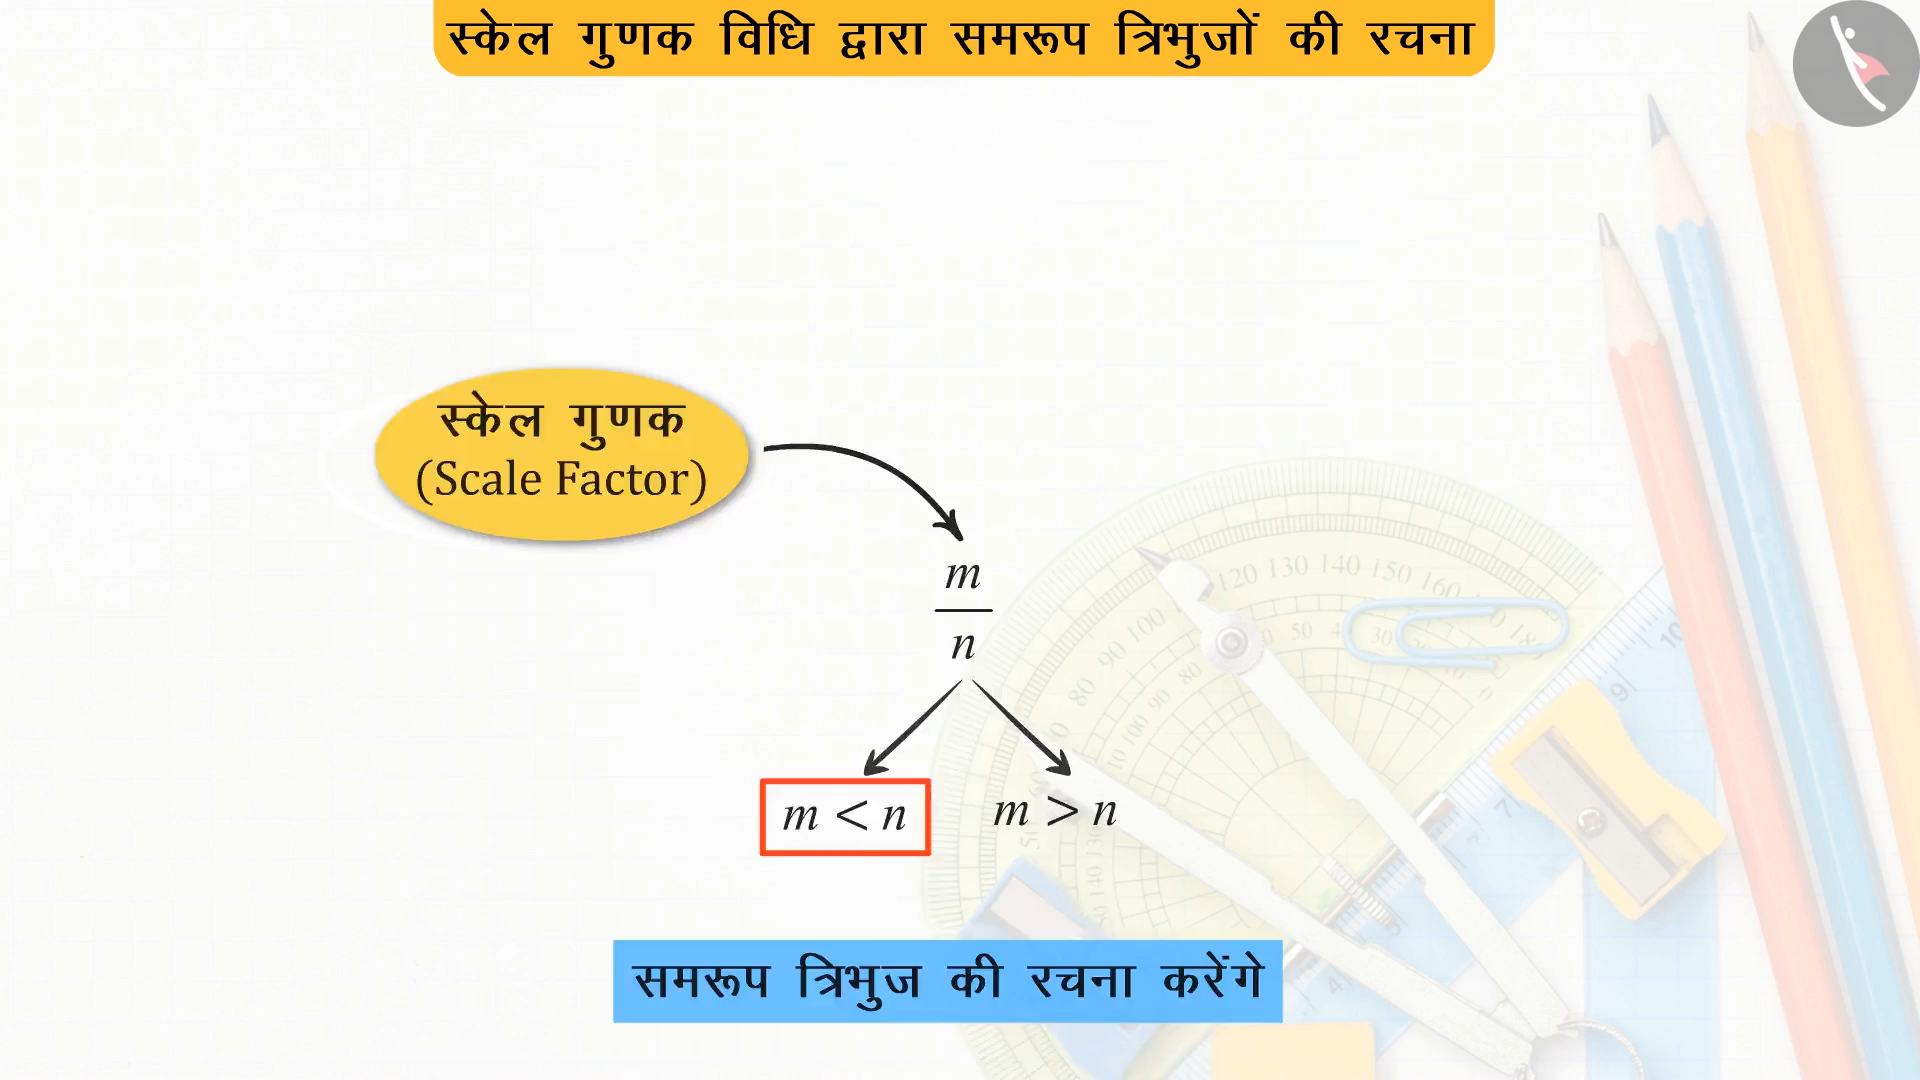 स्केल गुणक विधि द्वारा समरूप त्रिभुजों की रचना
स्केल गुणक
(Scale Factor)
m
n
m < n
m > n
समरूप त्रिभुज की रचना करेंगे